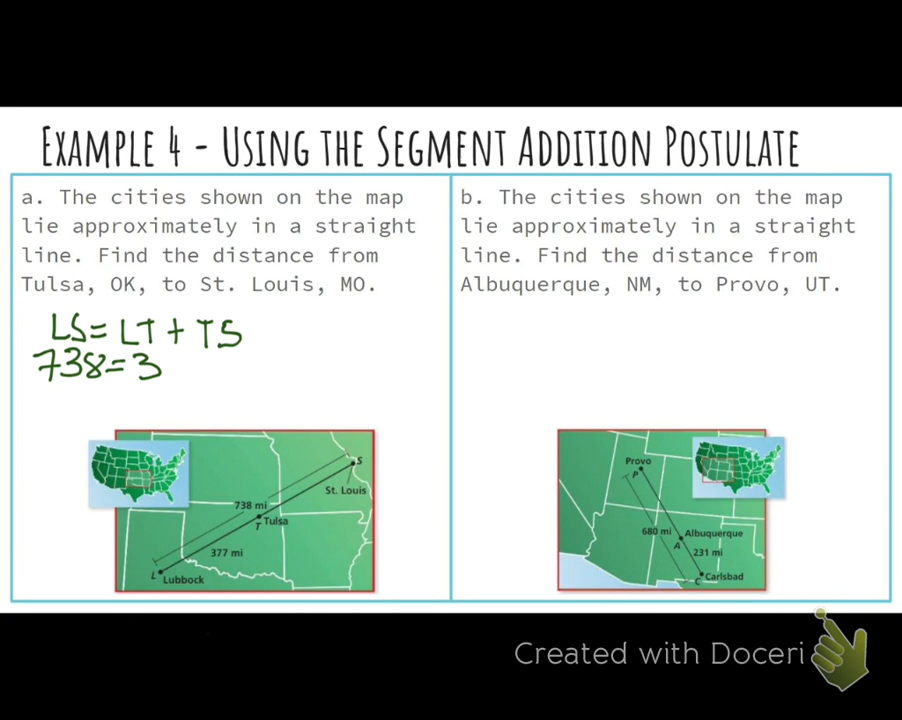 EXAMPLE 4 - USING THE SEGMENT ADDITION POSTULATE
a. The cities shown on the map
lie approximately in a straight
line. Find the distance from
Tulsa, OK, to St. Louis, MO.
LS = LT + TS
738 = 3
S
St. Louis
738 mi
Tulsa
T
377 mi
L
Lubbock
b. The cities shown on the map
lie approximately in a straight
line. Find the distance from
Albuquerque, NM, to Provo, UT.
Provo
P
680 mi
Albuquerque
A
231 mi
C
Carlsbad
Created with Doceri